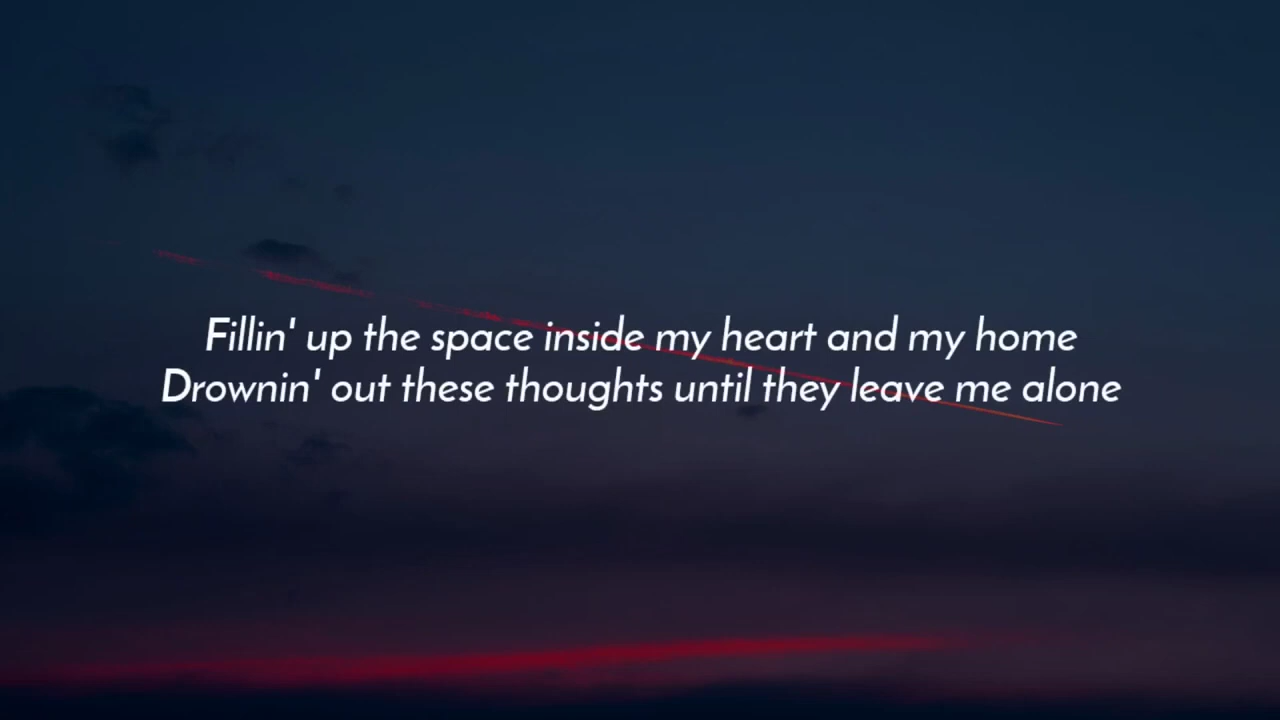 Fillin' up the space inside my heart and my home
Drownin' out these thoughts until they leave me alone